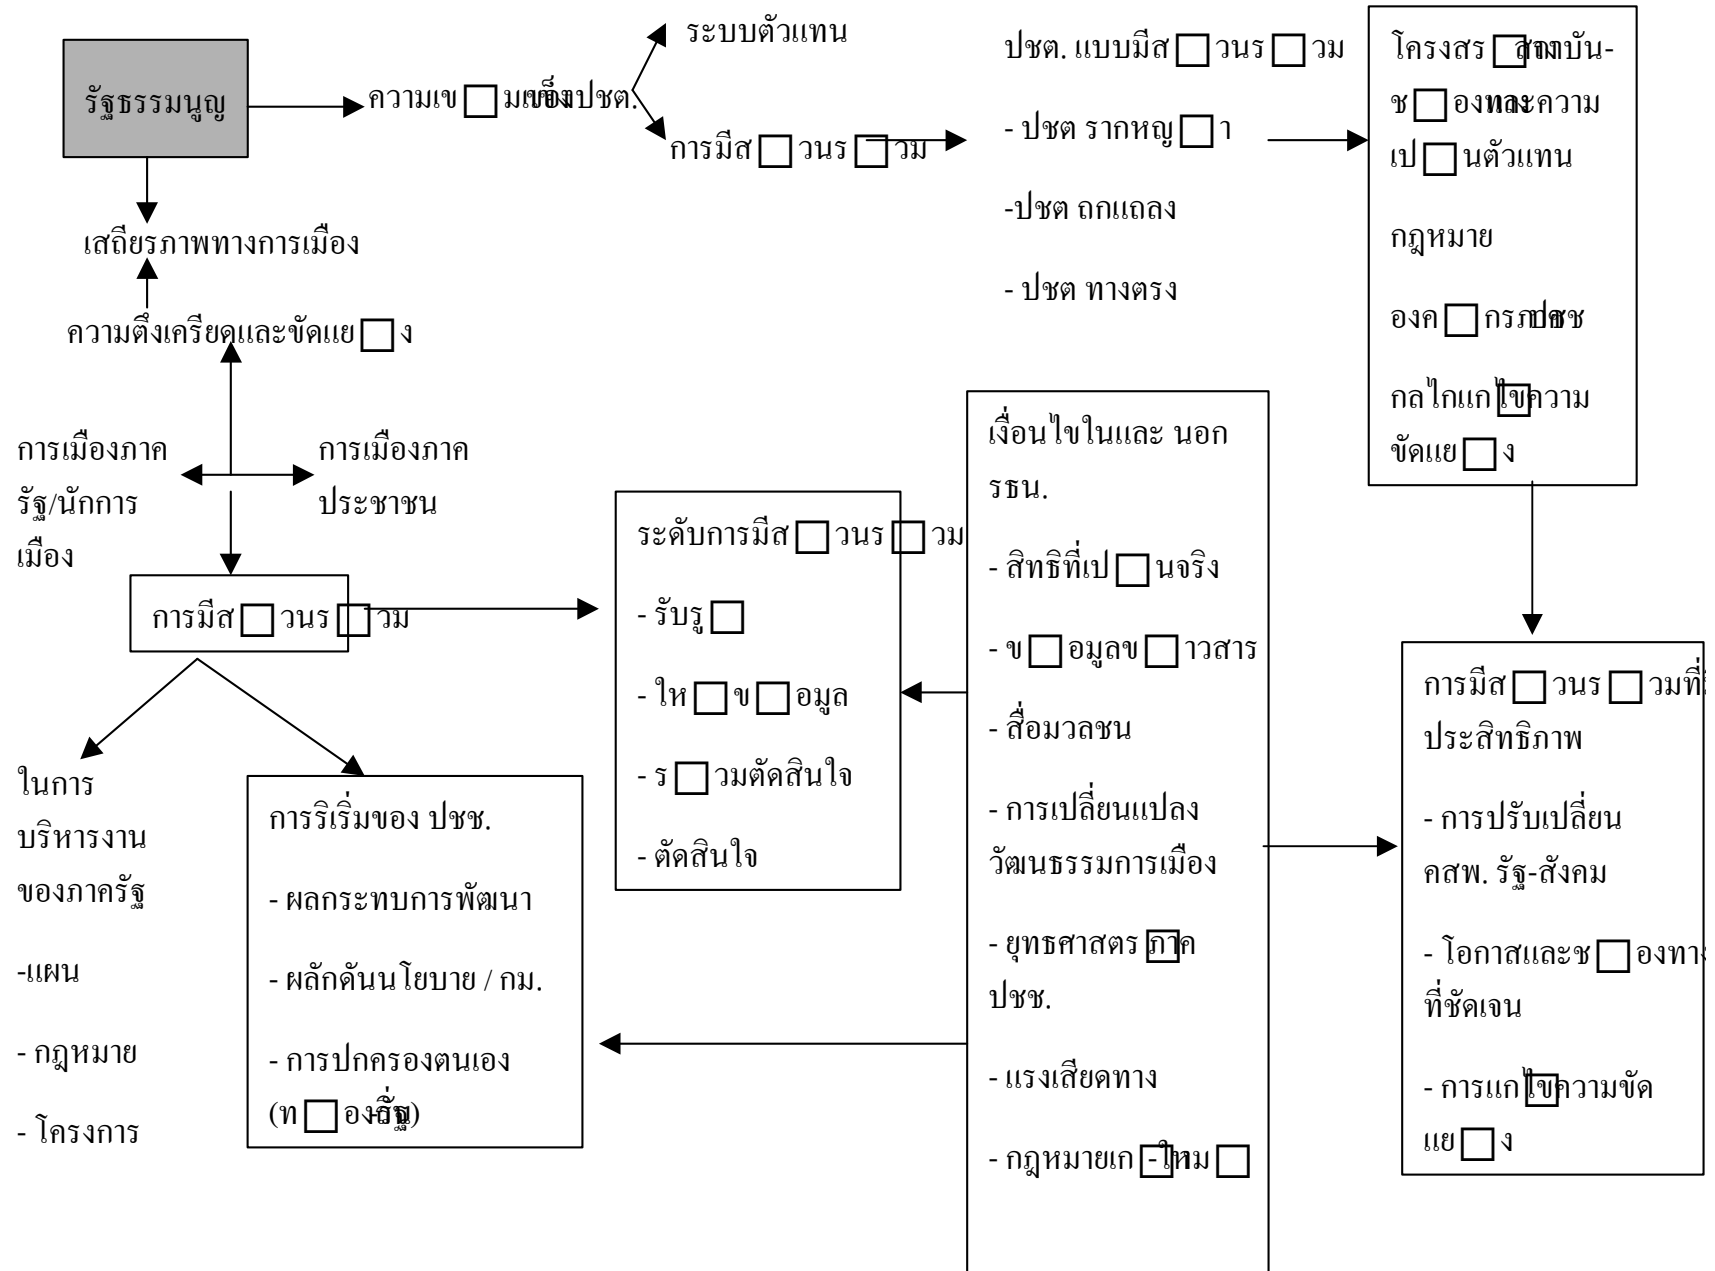 รัฐธรรมนูญ
ความเข□มแข็งของปชต.
ระบบตัวแทน
การมีส□วนร□วม
ปชต. แบบมีส□วนร□วม
- ปชต รากหญ□า
-ปชต ถกแถลง
- ปชต ทางตรง
โครงสร□างสถาบัน-
ช□องทางและความ
เป□นตัวแทน
กฎหมาย
องค□กรภาคปชช
กลไกแก□ไขความ
ขัดแย□ง
เสถียรภาพทางการเมือง
ความตึงเครียดและขัดแย□ง
การเมืองภาค
รัฐ/นักการ
เมือง
การเมืองภาค
ประชาชน
การมีส□วนร□วม
ในการ
บริหารงาน
ของภาครัฐ
-แผน
- กฎหมาย
- โครงการ
การริเริ่มของ ปชช.
- ผลกระทบการพัฒนา
- ผลักดันนโยบาย / กม.
- การปกครองตนเอง
(ท□องถิ่น-รัฐ)
ระดับการมีส□วนร□วม
- รับรู□
- ให□ข□อมูล
- ร□วมตัดสินใจ
- ตัดสินใจ
เงื่อนไขในและ นอก
รธน.
- สิทธิที่เป□นจริง
- ข□อมูลข□าวสาร
- สื่อมวลชน
- การเปลี่ยนแปลง
วัฒนธรรมการเมือง
- ยุทธศาสตร□ภาค
ปชช.
- แรงเสียดทาน
- กฎหมายเก□า-ใหม□
การมีส□วนร□วมที่
ประสิทธิภาพ
- การปรับเปลี่ยน
คสพ. รัฐ-สังคม
- โอกาสและช□องทาง
ที่ชัดเจน
- การแก□ไขความขัด
แย□ง